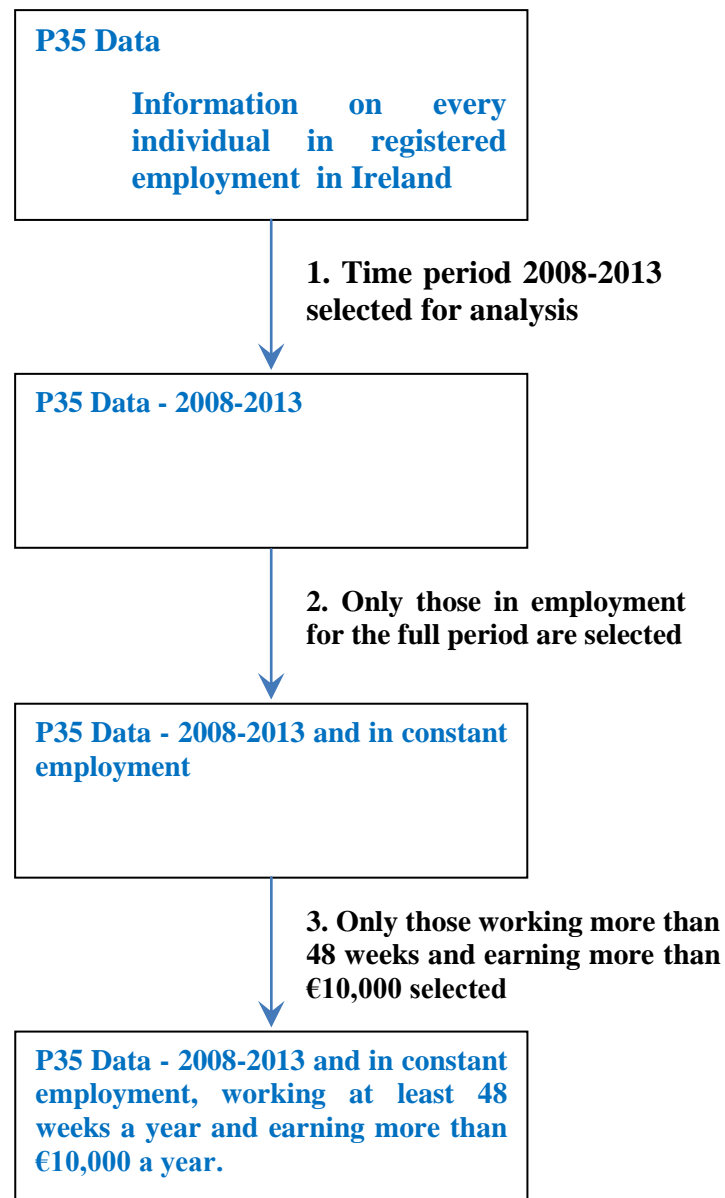 P35 Data
Information on every
individual in registered
employment in Ireland
1. Time period 2008-2013
selected for analysis
P35 Data - 2008-2013
2. Only those in employment
for the full period are selected
P35 Data - 2008-2013 and in constant
employment
3. Only those working more than
48 weeks and earning more than
€10,000 selected
P35 Data - 2008-2013 and in constant
employment, working at least 48
weeks a year and earning more than
€10,000 a year.